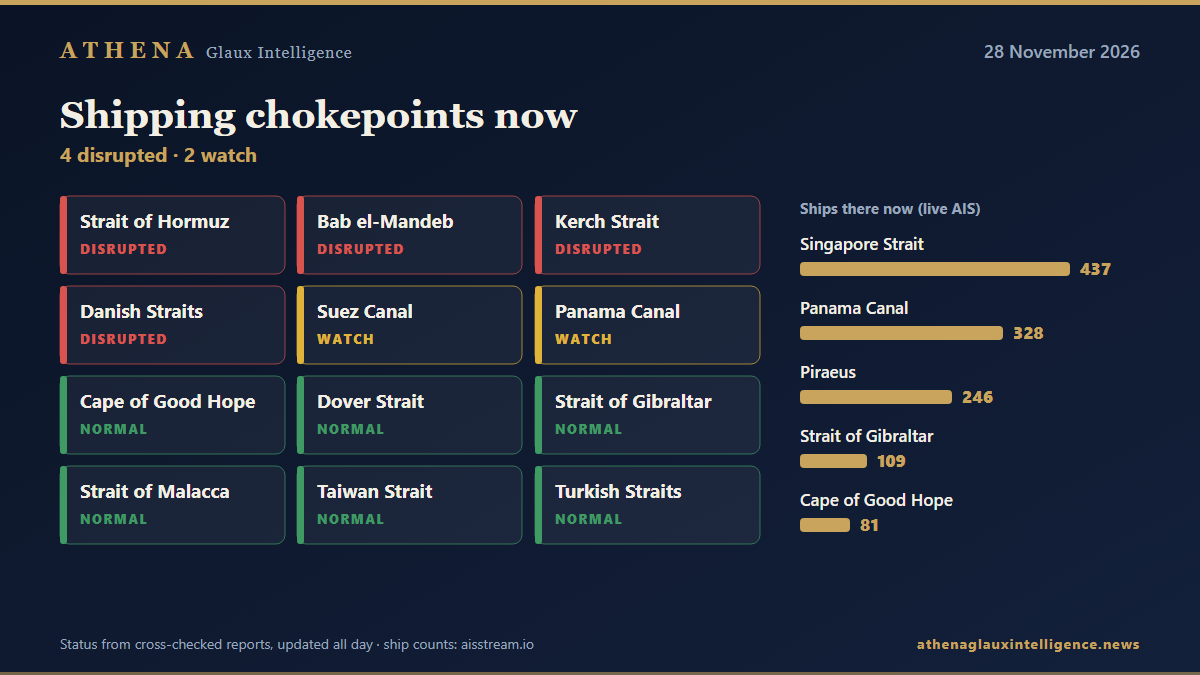 ATHENA Glaux Intelligence
28 November 2026
Shipping chokepoints now
4 disrupted · 2 watch
Strait of Hormuz
DISRUPTED
Bab el-Mandeb
DISRUPTED
Kerch Strait
DISRUPTED
Danish Straits
DISRUPTED
Suez Canal
WATCH
Panama Canal
WATCH
Cape of Good Hope
NORMAL
Dover Strait
NORMAL
Strait of Gibraltar
NORMAL
Strait of Malacca
NORMAL
Taiwan Strait
NORMAL
Turkish Straits
NORMAL
Ships there now (live AIS)
Singapore Strait
437
Panama Canal
328
Piraeus
246
Strait of Gibraltar
109
Cape of Good Hope
81
Status from cross-checked reports, updated all day · ship counts: aisstream.io
athenaglauxintelligence.news